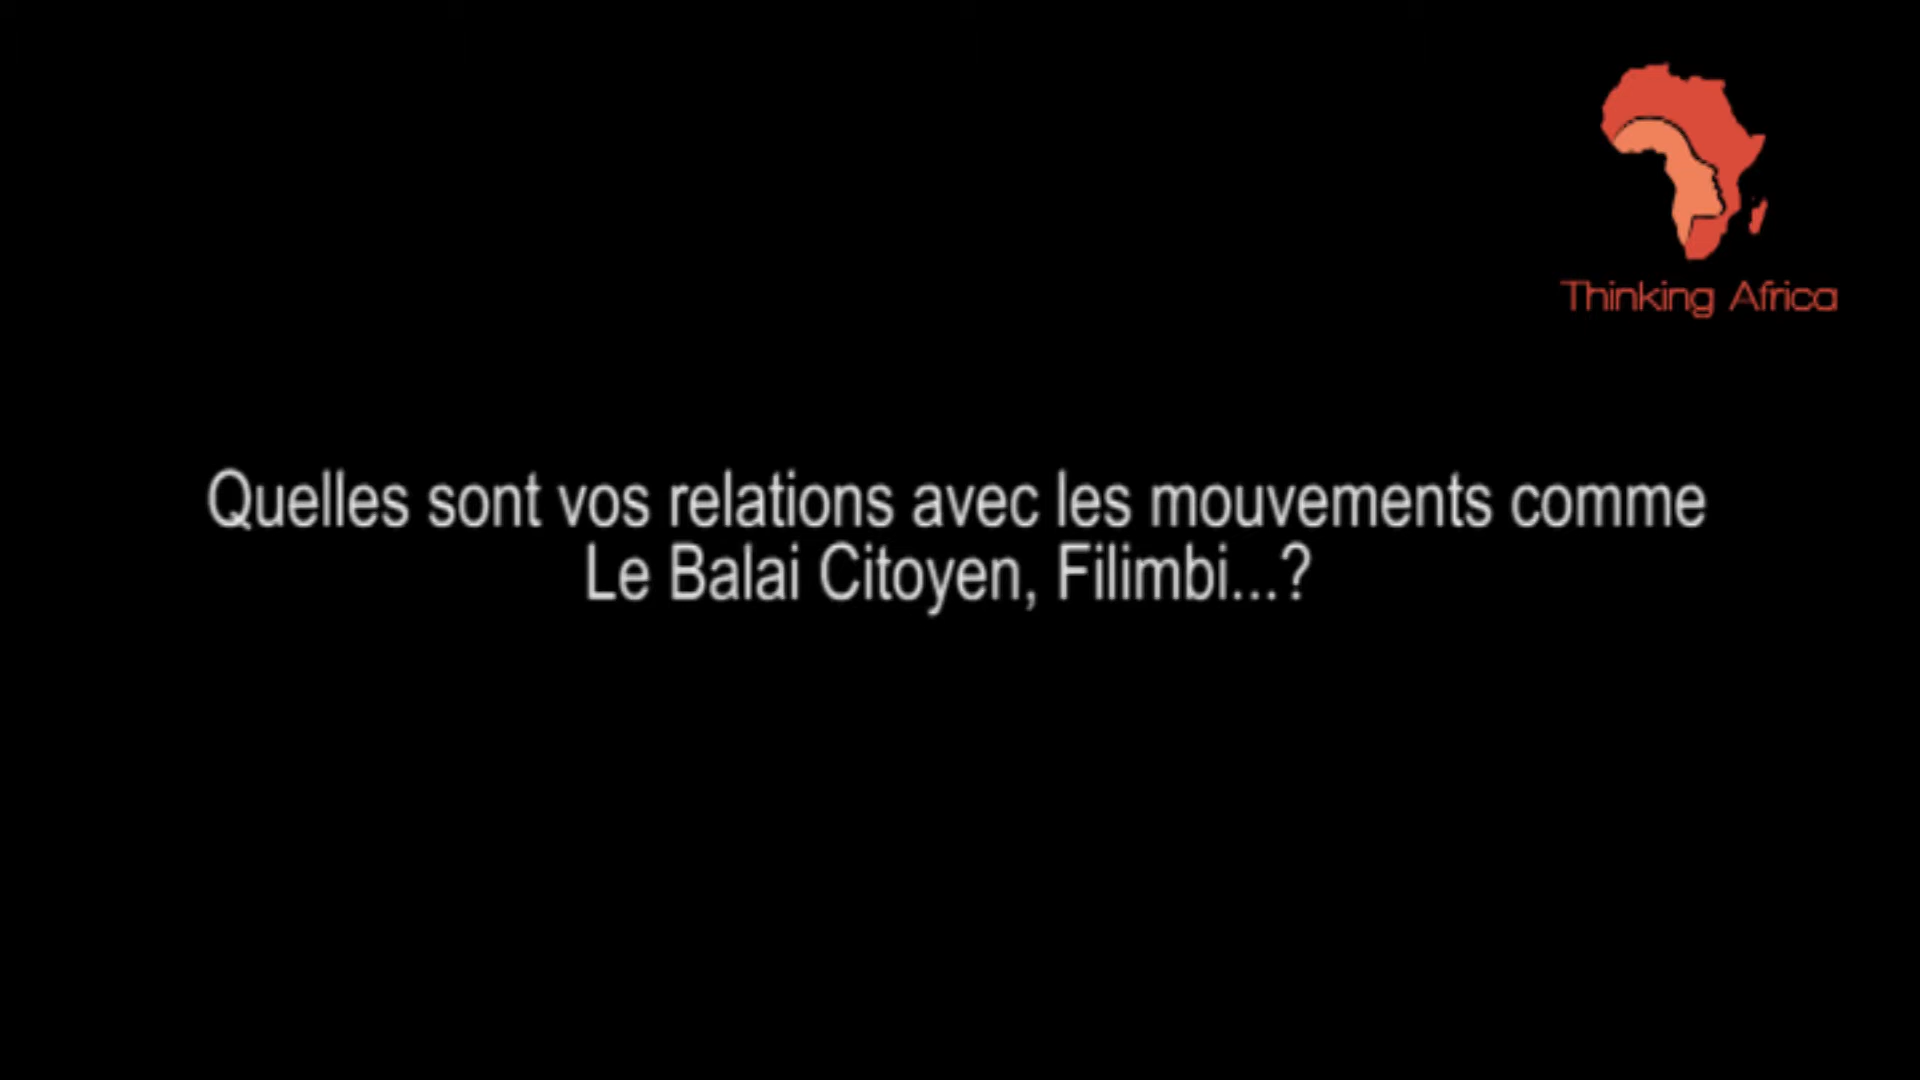 Thinking Africa
Quelles sont vos relations avec les mouvements comme
Le Balai Citoyen, Filimbi...?